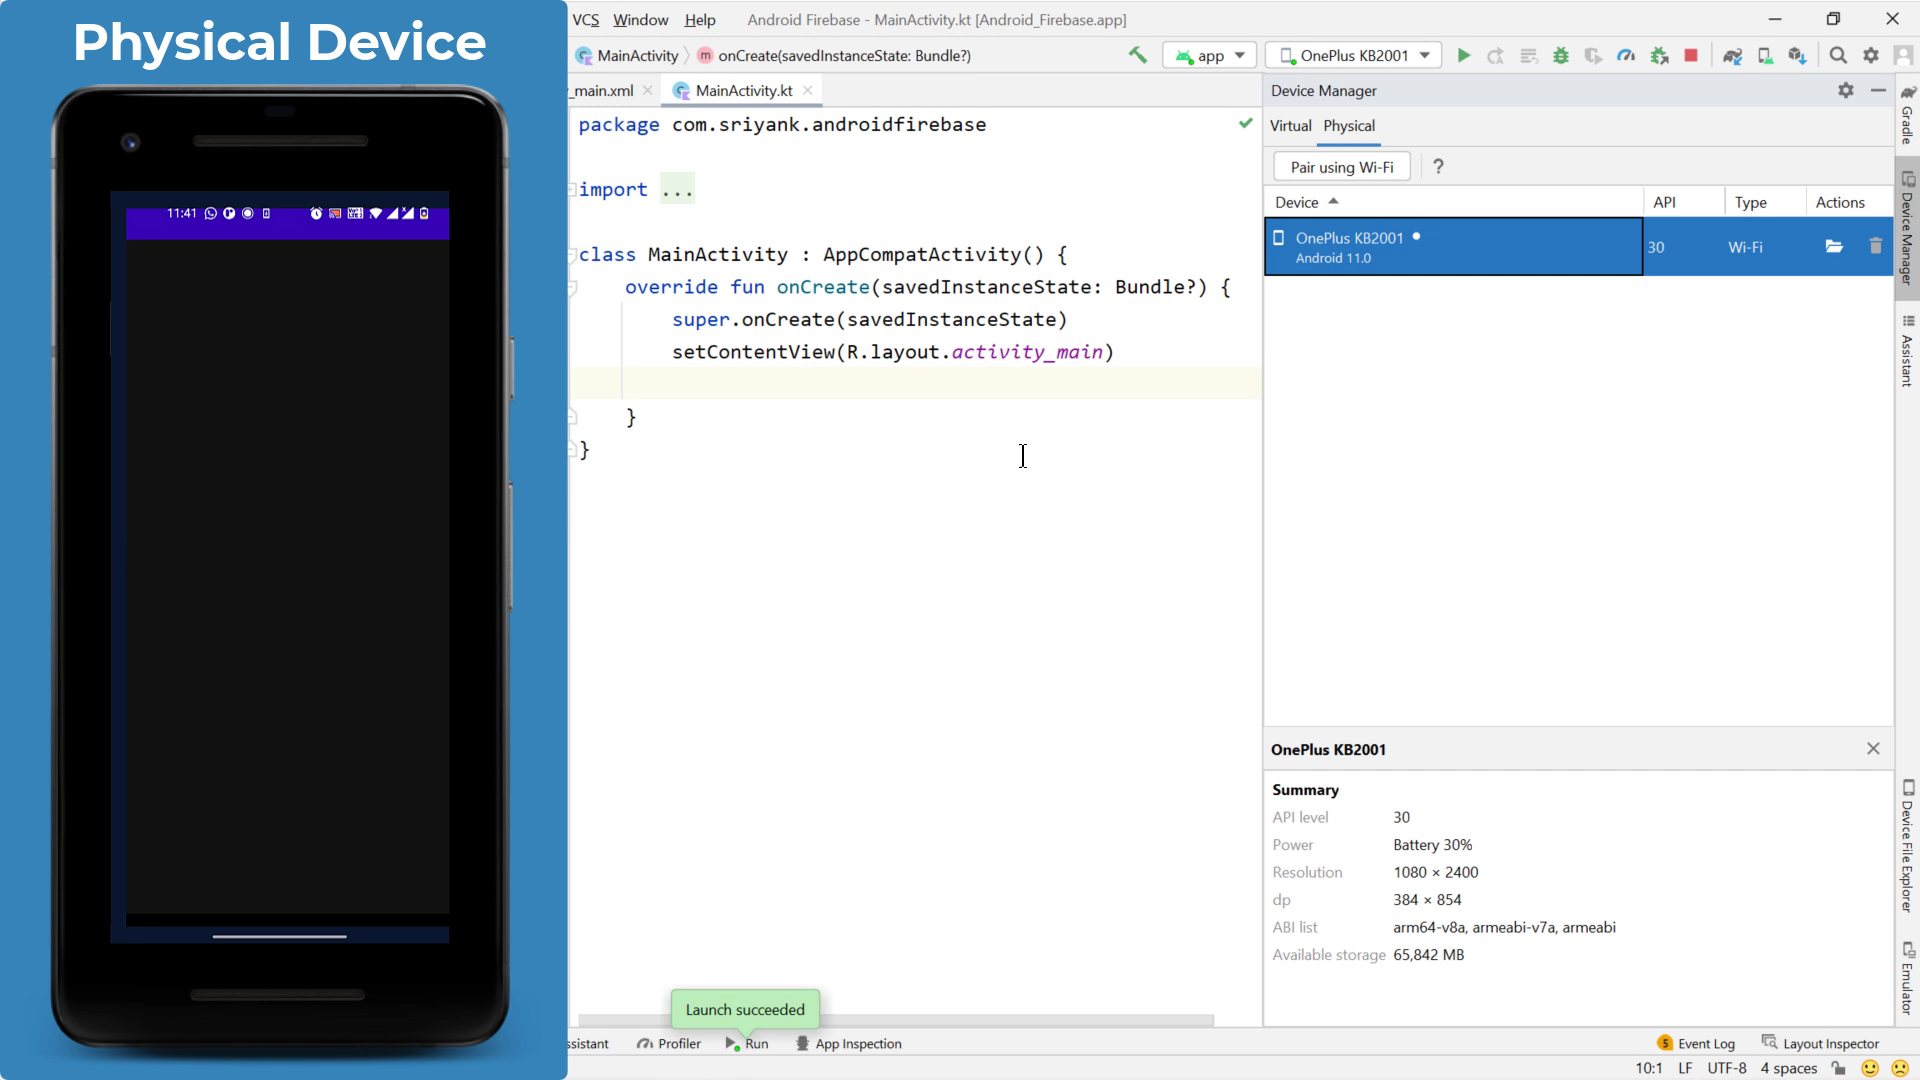 Physical Device
11:41
VCS Window Help Android Firebase - MainActivity.kt [Android_Firebase.app]
MainActivity onCreate(savedInstanceState: Bundle?) app OnePlus KB2001
_main.xml MainActivity.kt
package com.sriyank.androidfirebase
import ...
class MainActivity : AppCompatActivity() {
override fun onCreate(savedInstanceState: Bundle?) {
super.onCreate(savedInstanceState)
setContentView(R.layout.activity_main)
}
}
Launch succeeded
Device Manager
Virtual Physical
Pair using Wi-Fi ?
Device API Type Actions
OnePlus KB2001 30 Wi-Fi
Android 11.0
OnePlus KB2001
Summary
API level 30
Power Battery 30%
Resolution 1080 × 2400
dp 384 × 854
ABI list arm64-v8a, armeabi-v7a, armeabi
Available storage 65,842 MB
Gradle
Device Manager
Assistant
Device File Explorer
Emulator
ssistant Profiler Run App Inspection 5 Event Log Layout Inspector
10:1 LF UTF-8 4 spaces